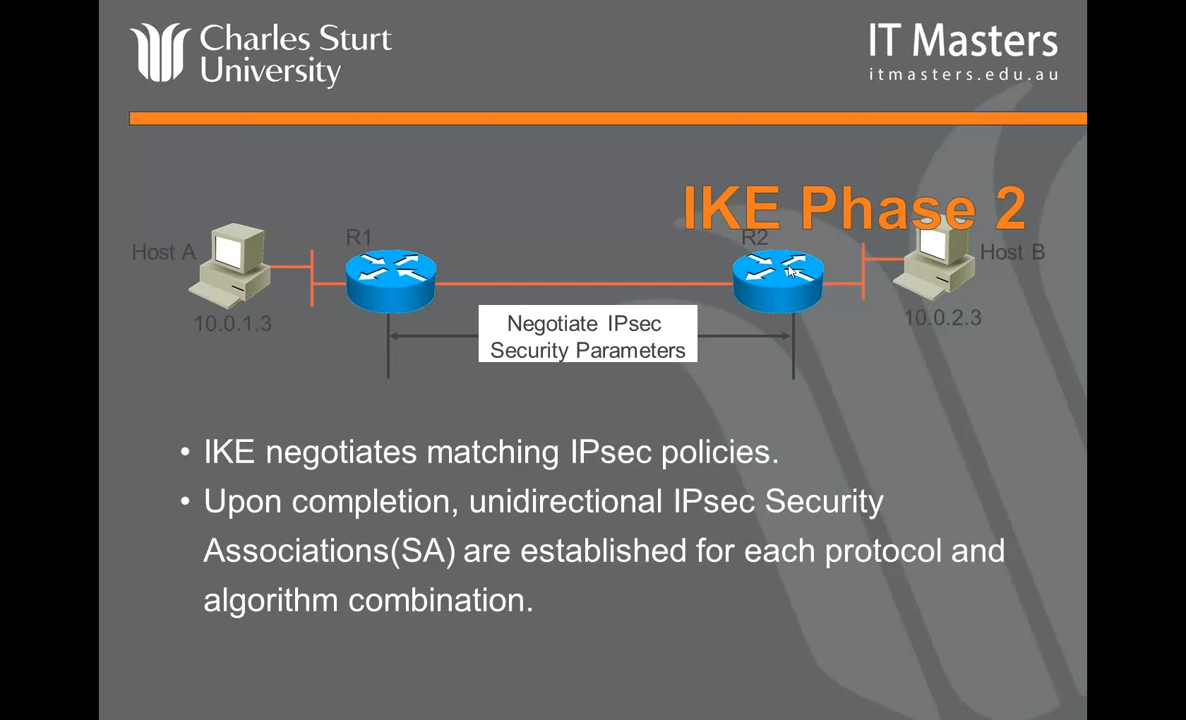 Charles Sturt
University
IT Masters
itmasters.edu.au
IKE Phase 2
Host A
R1
R2
Host B
10.0.1.3
10.0.2.3
Negotiate IPsec
Security Parameters
• IKE negotiates matching IPsec policies.
• Upon completion, unidirectional IPsec Security
Associations(SA) are established for each protocol and
algorithm combination.